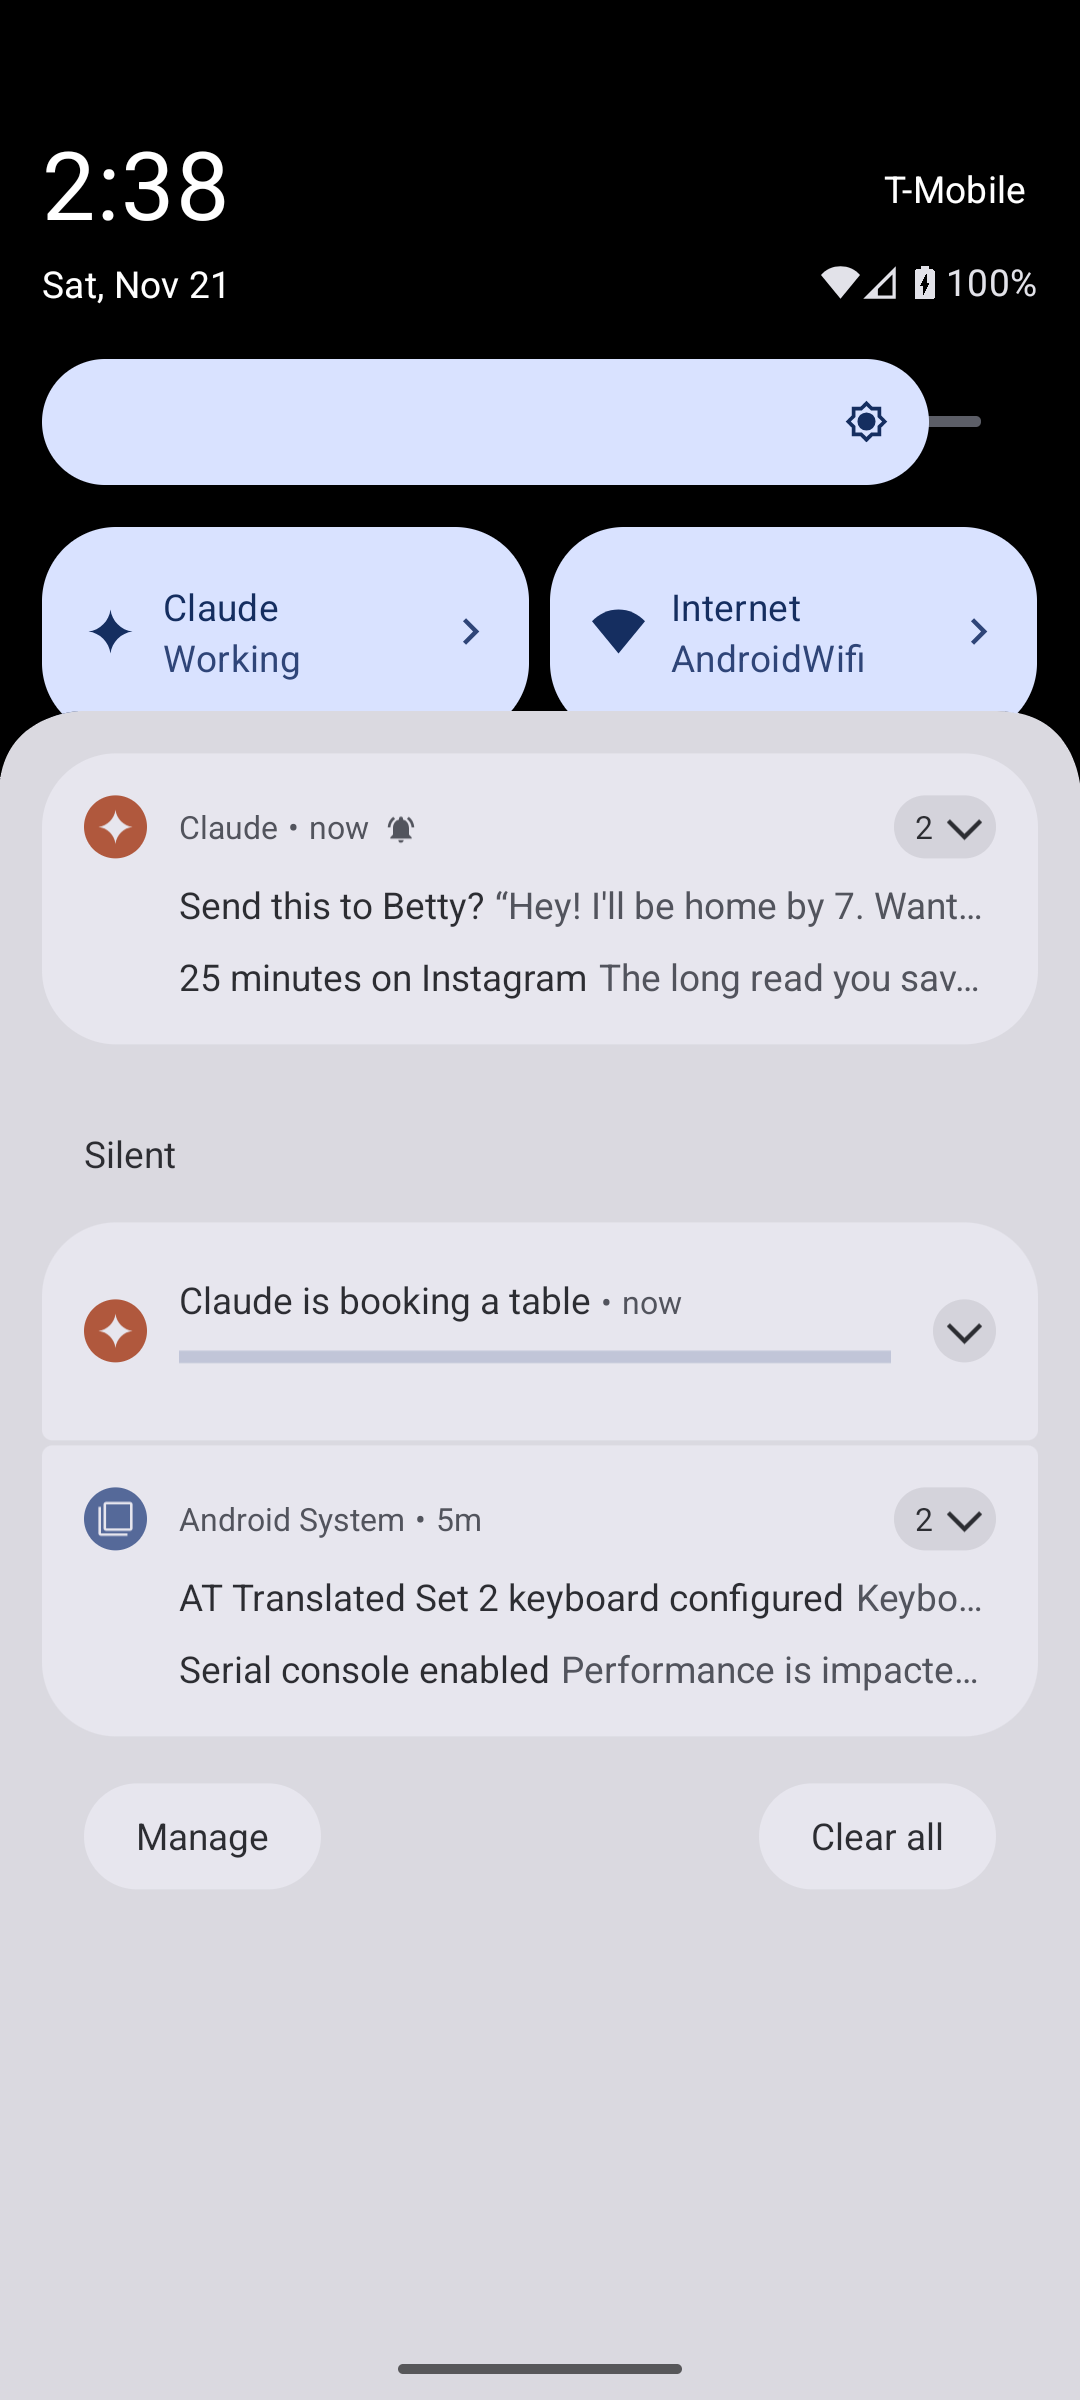 2:38
T-Mobile
Sat, Nov 21
100%
Claude
Working
Internet
AndroidWifi
Claude • now
2
Send this to Betty? “Hey! I'll be home by 7. Want…
25 minutes on Instagram The long read you sav…
Silent
Claude is booking a table • now
Android System • 5m
2
AT Translated Set 2 keyboard configured Keybo…
Serial console enabled Performance is impacte…
Manage
Clear all